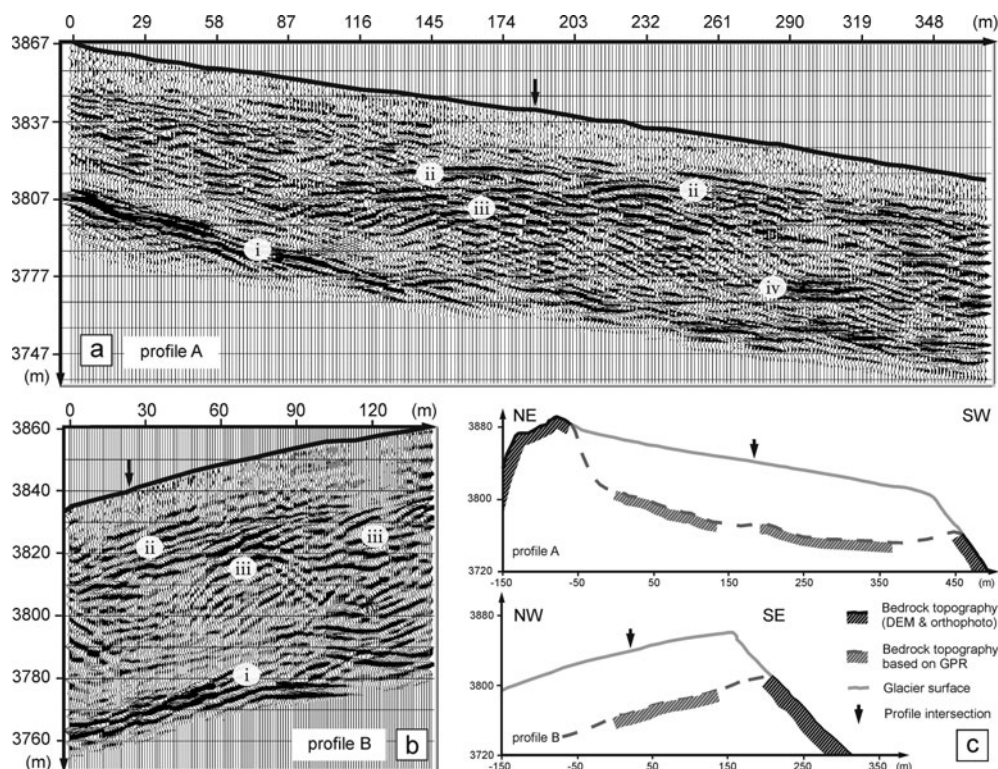 0 29 58 87 116 145 174 203 232 261 290 319 348 (m)
3867
3837
3807
3777
3747
(m)
ii
ii
iii
i
iv
a profile A
0 30 60 90 120 (m)
3860
3840
3820
3800
3780
3760
(m)
iii
ii
iii
i
profile B b
NE SW
3880
3800
3720
profile A
-150 -50 50 150 250 350 450 (m)
NW SE
3880
3800
3720
profile B
-150 -50 50 150 250 350 (m)
Bedrock topography
(DEM & orthophoto)
Bedrock topography
based on GPR
Glacier surface
Profile intersection
c